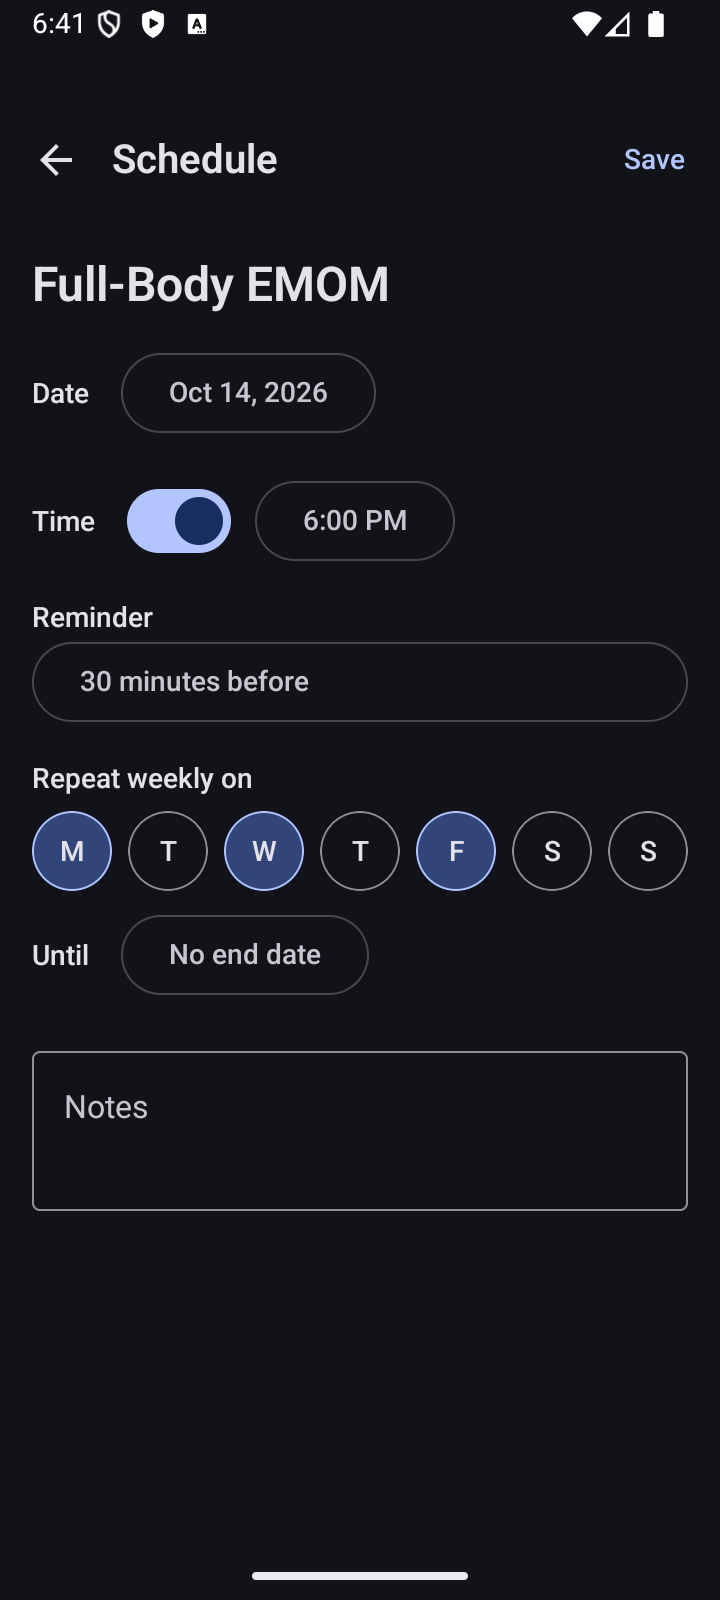 6:41
Schedule
Save
Full-Body EMOM
Date Oct 14, 2026
Time 6:00 PM
Reminder
30 minutes before
Repeat weekly on
M T W T F S S
Until No end date
Notes